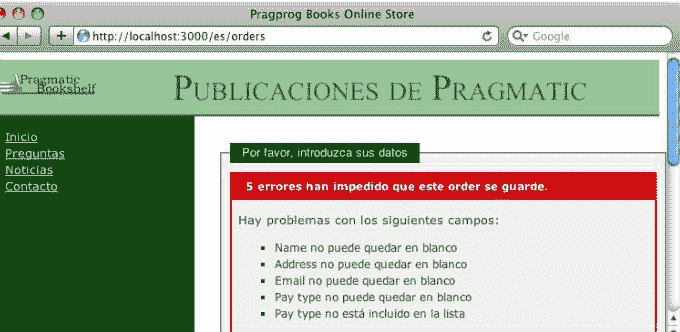 Pragprog Books Online Store
http://localhost:3000/es/orders
Google
Pragmatic
Bookshelf
PUBLICACIONES DE PRAGMATIC
Inicio
Preguntas
Noticias
Contacto
Por favor, introduzca sus datos
5 errores han impedido que este order se guarde.
Hay problemas con los siguientes campos:
Name no puede quedar en blanco
Address no puede quedar en blanco
Email no puede quedar en blanco
Pay type no puede quedar en blanco
Pay type no está incluido en la lista